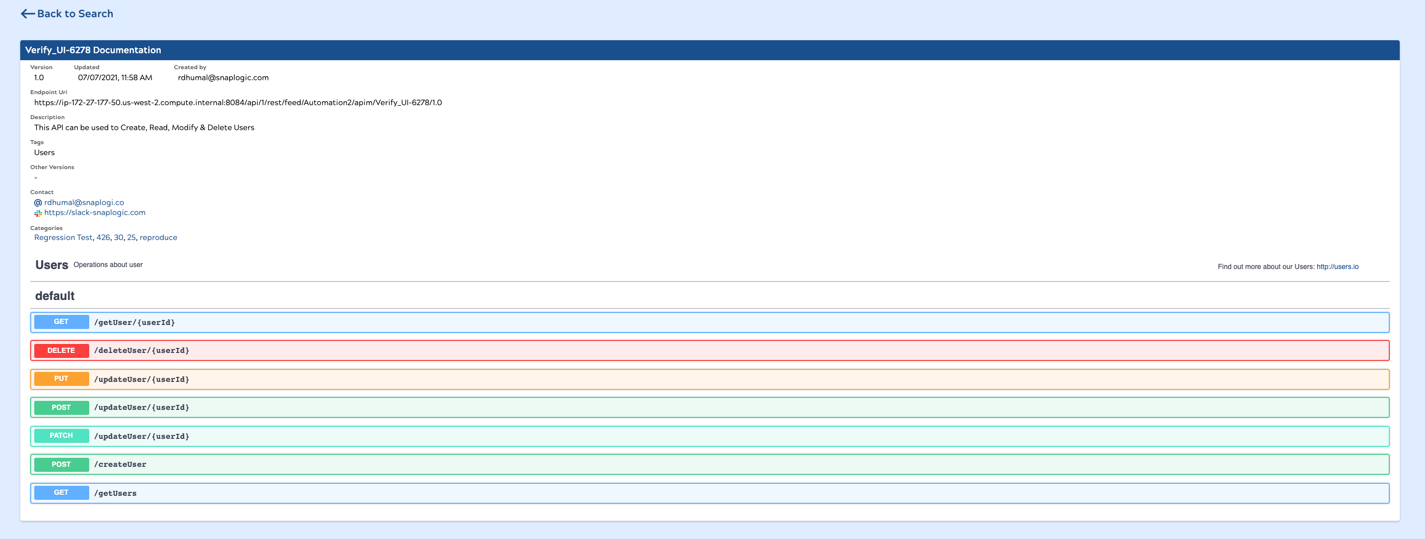 Back to Search
Verify_UI-6278 Documentation
Version Updated Created by
1.0 07/07/2021, 11:58 AM rdhumal@snaplogic.com
Endpoint Url
https://ip-172-27-177-50.us-west-2.compute.internal:8084/api/1/rest/feed/Automation2/apim/Verify_UI-6278/1.0
Description
This API can be used to Create, Read, Modify & Delete Users
Tags
Users
Other Versions
-
Contact
rdhumal@snaplogi.co
https://slack-snaplogic.com
Categories
Regression Test, 426, 30, 25, reproduce
Users Operations about user Find out more about our Users: http://users.io
default
GET /getUser/{userId}
DELETE /deleteUser/{userId}
PUT /updateUser/{userId}
POST /updateUser/{userId}
PATCH /updateUser/{userId}
POST /createUser
GET /getUsers